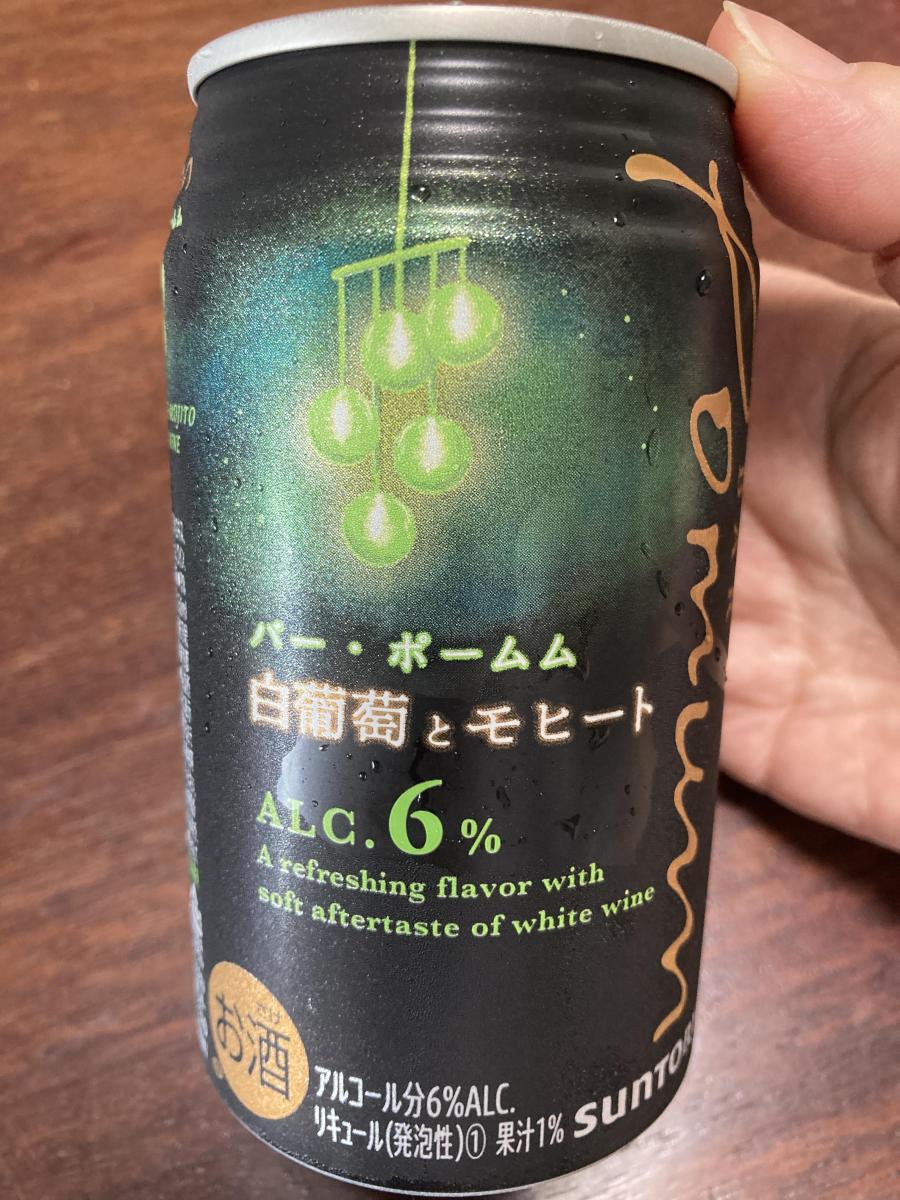 バー・ポームム
白葡萄とモヒート
ALC. 6%
A refreshing flavor with
soft aftertaste of white wine
お酒
アルコール分6%ALC.
リキュール(発泡性)① 果汁1%
SUNTORY
Pomum